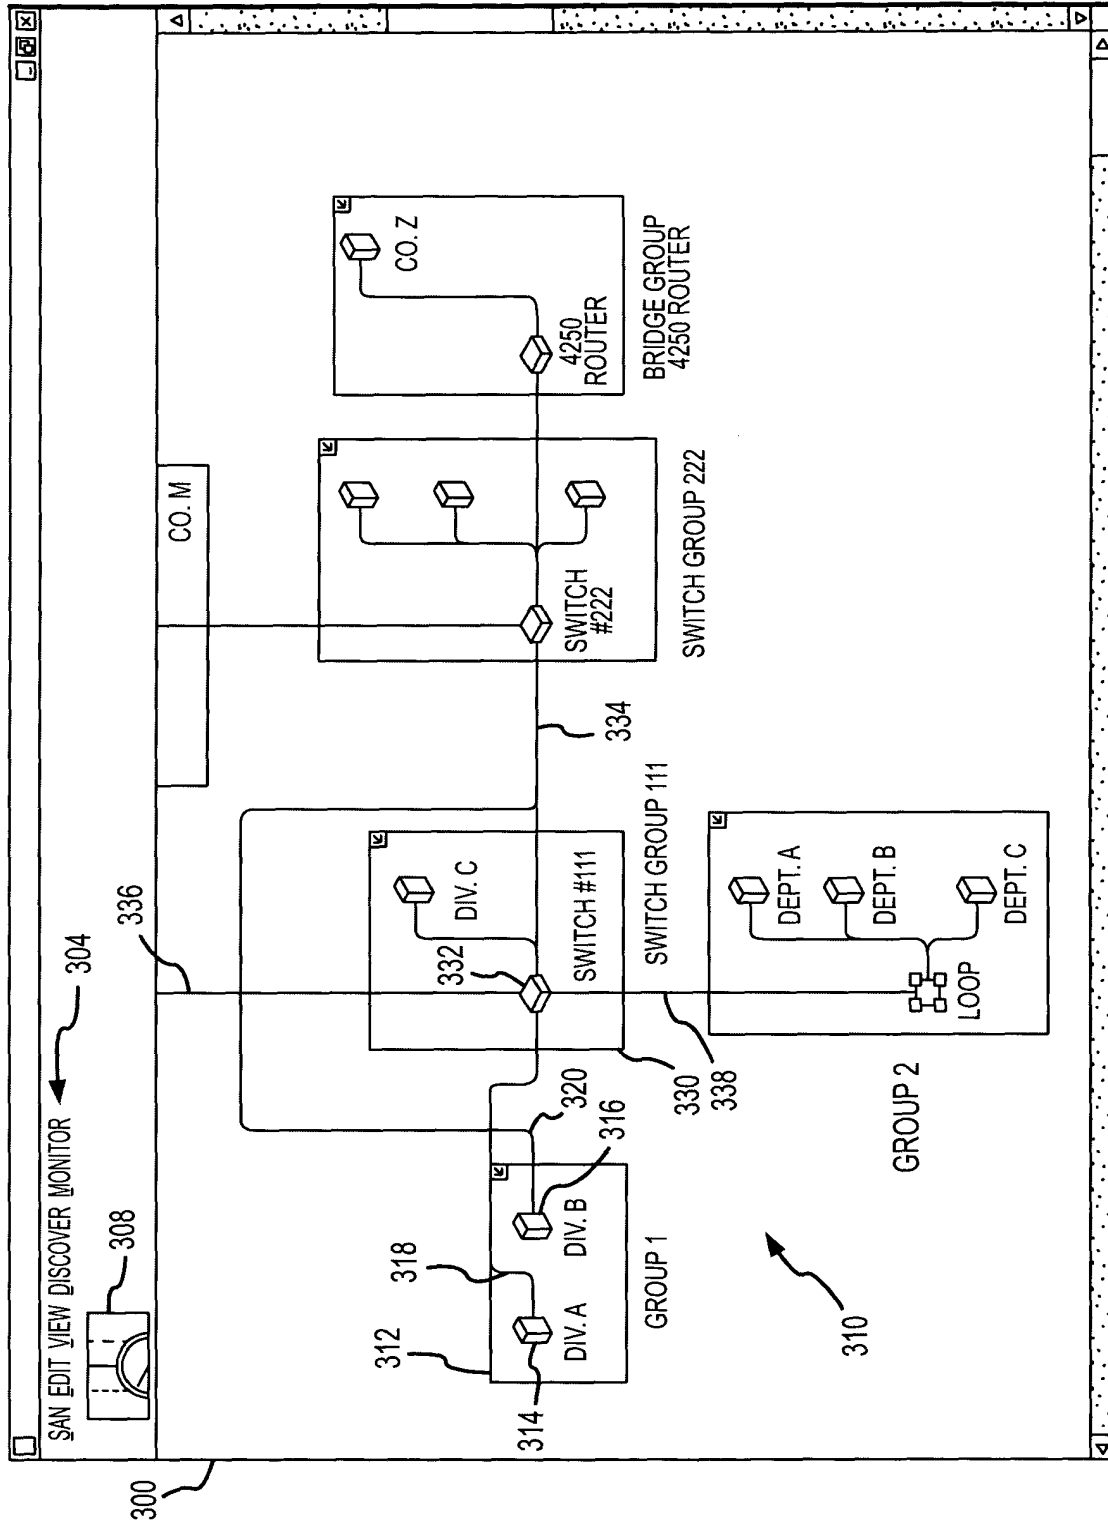 300
SAN EDIT VIEW DISCOVER MONITOR
304
308
336
CO. M
312
318
314
DIV. A
DIV. B
316
320
GROUP 1
332
DIV. C
SWITCH #111
330
338
SWITCH GROUP 111
334
SWITCH
#222
SWITCH GROUP 222
CO. Z
4250
ROUTER
BRIDGE GROUP
4250 ROUTER
DEPT. A
DEPT. B
DEPT. C
LOOP
GROUP 2
310